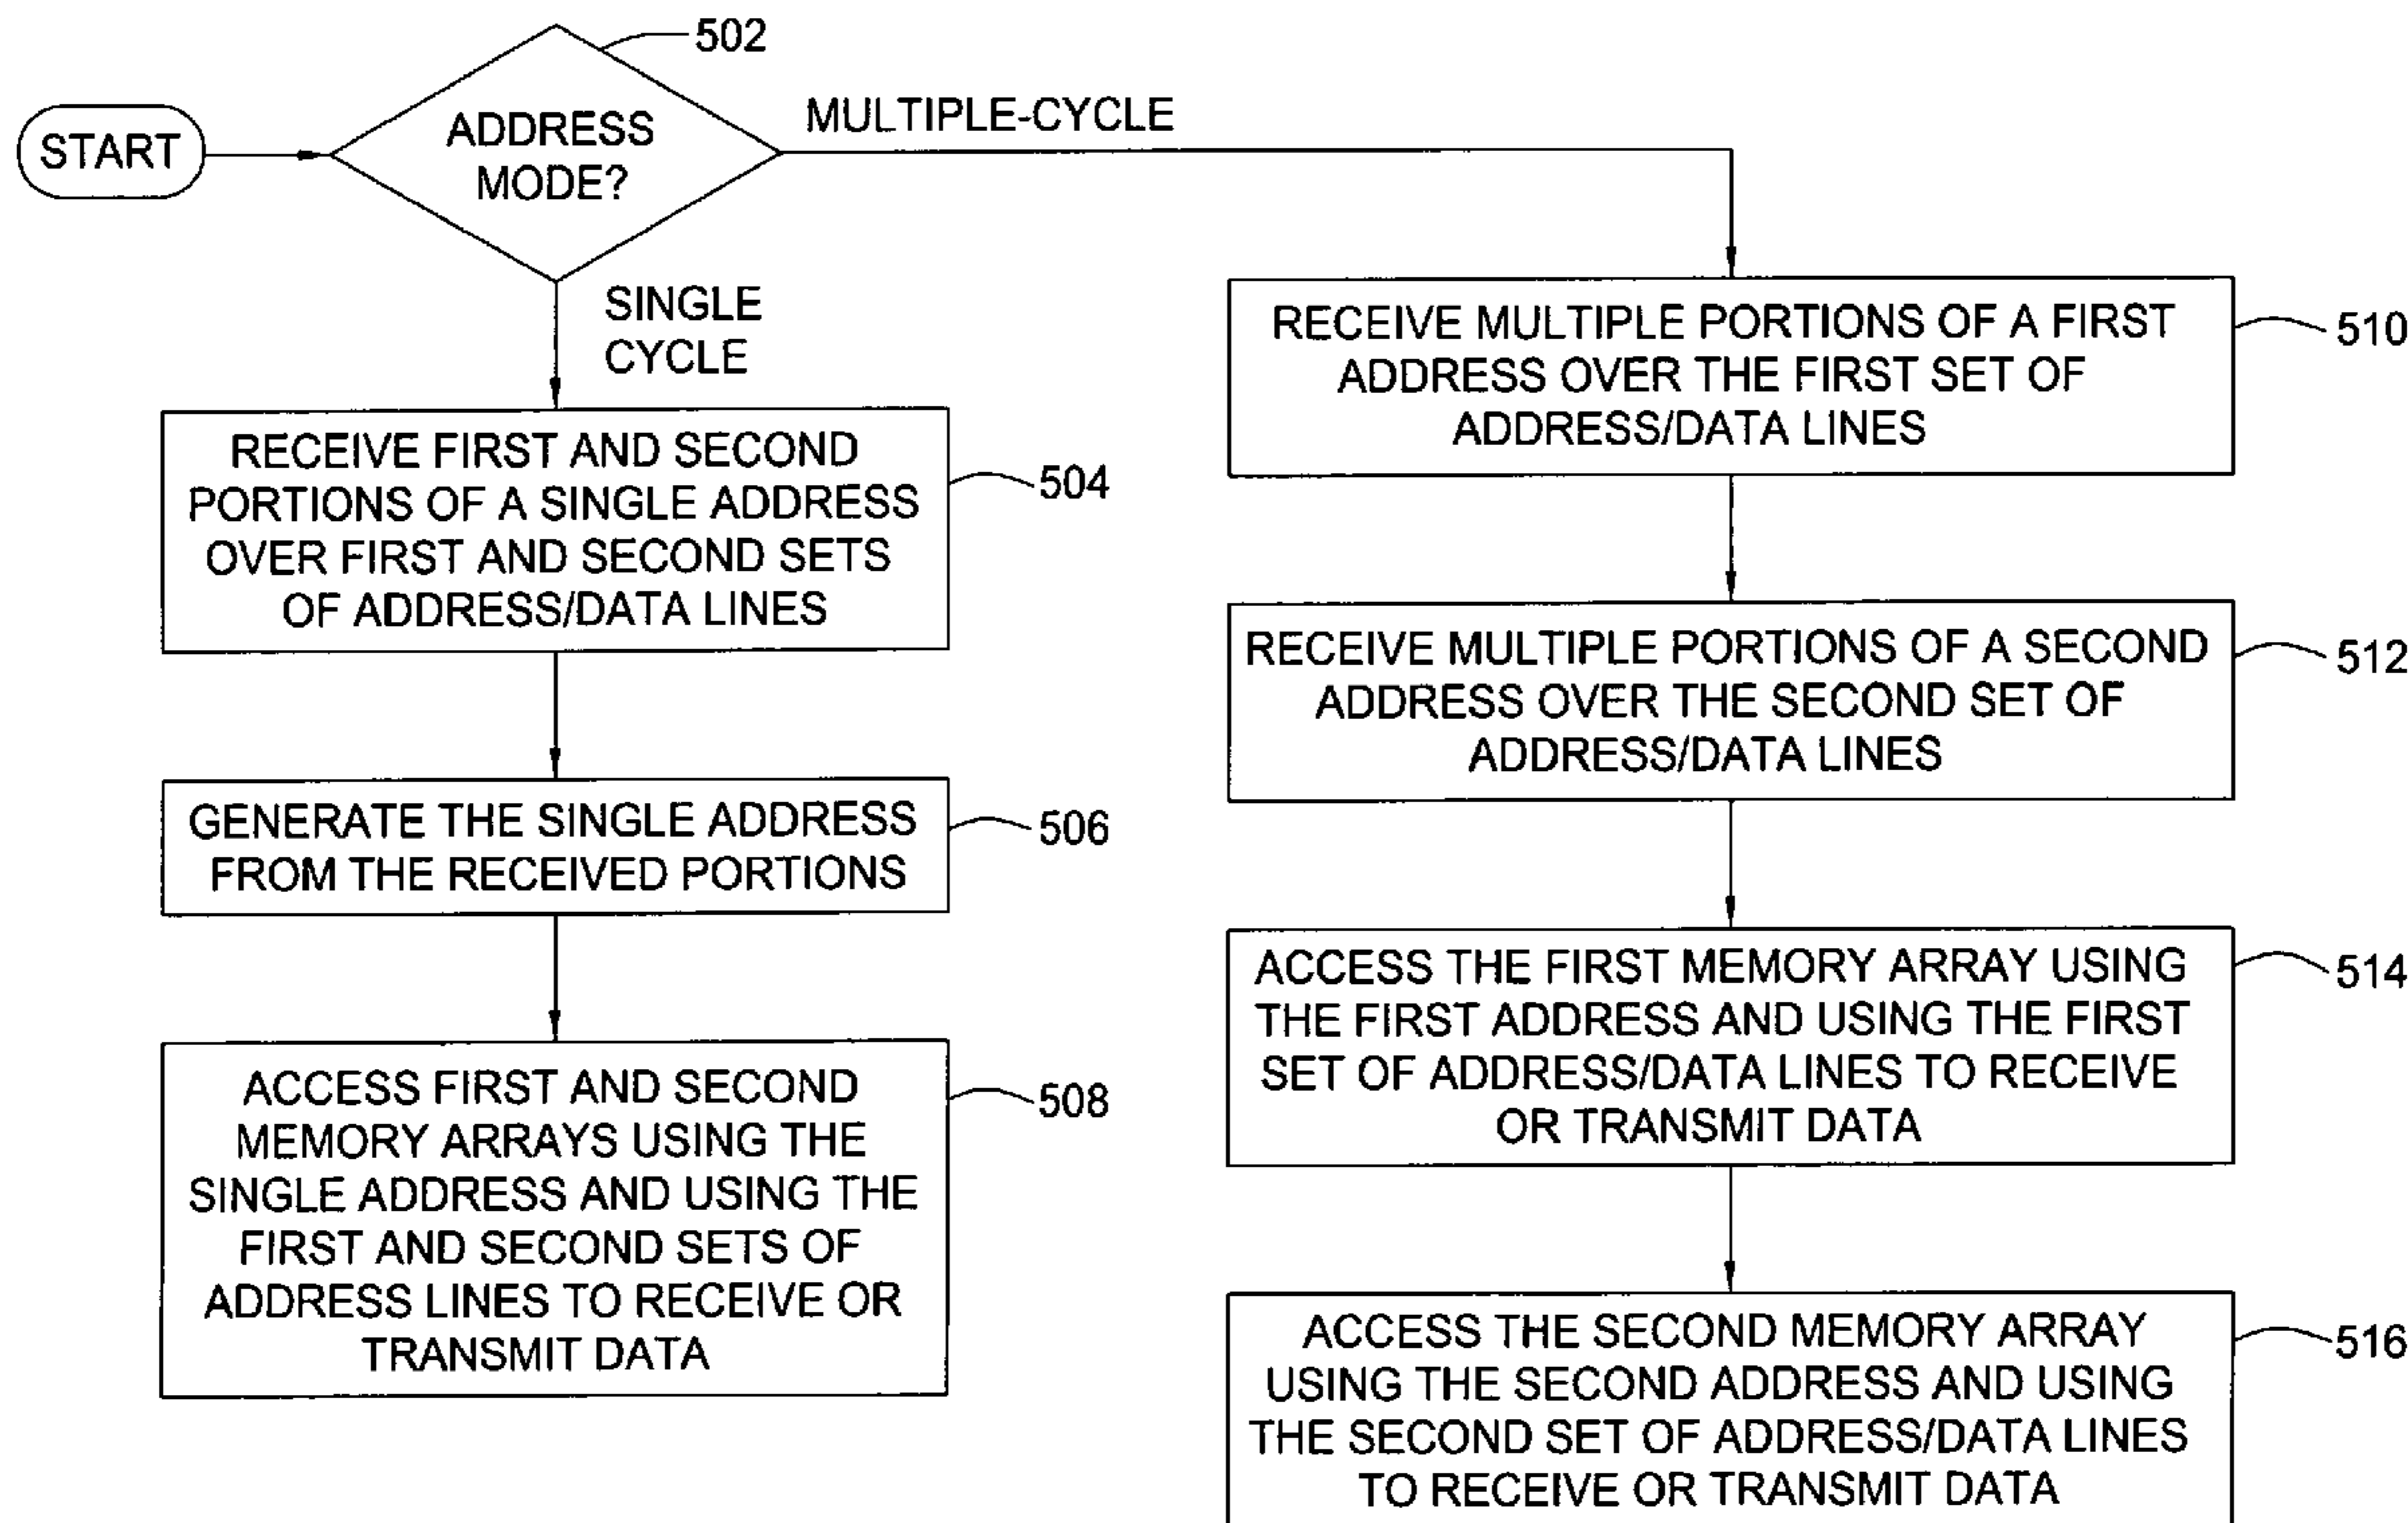 START
ADDRESS
MODE?
502
MULTIPLE-CYCLE
SINGLE
CYCLE
RECEIVE FIRST AND SECOND
PORTIONS OF A SINGLE ADDRESS
OVER FIRST AND SECOND SETS
OF ADDRESS/DATA LINES
504
GENERATE THE SINGLE ADDRESS
FROM THE RECEIVED PORTIONS
506
ACCESS FIRST AND SECOND
MEMORY ARRAYS USING THE
SINGLE ADDRESS AND USING THE
FIRST AND SECOND SETS OF
ADDRESS LINES TO RECEIVE OR
TRANSMIT DATA
508
RECEIVE MULTIPLE PORTIONS OF A FIRST
ADDRESS OVER THE FIRST SET OF
ADDRESS/DATA LINES
510
RECEIVE MULTIPLE PORTIONS OF A SECOND
ADDRESS OVER THE SECOND SET OF
ADDRESS/DATA LINES
512
ACCESS THE FIRST MEMORY ARRAY USING
THE FIRST ADDRESS AND USING THE FIRST
SET OF ADDRESS/DATA LINES TO RECEIVE
OR TRANSMIT DATA
514
ACCESS THE SECOND MEMORY ARRAY
USING THE SECOND ADDRESS AND USING
THE SECOND SET OF ADDRESS/DATA LINES
TO RECEIVE OR TRANSMIT DATA
516